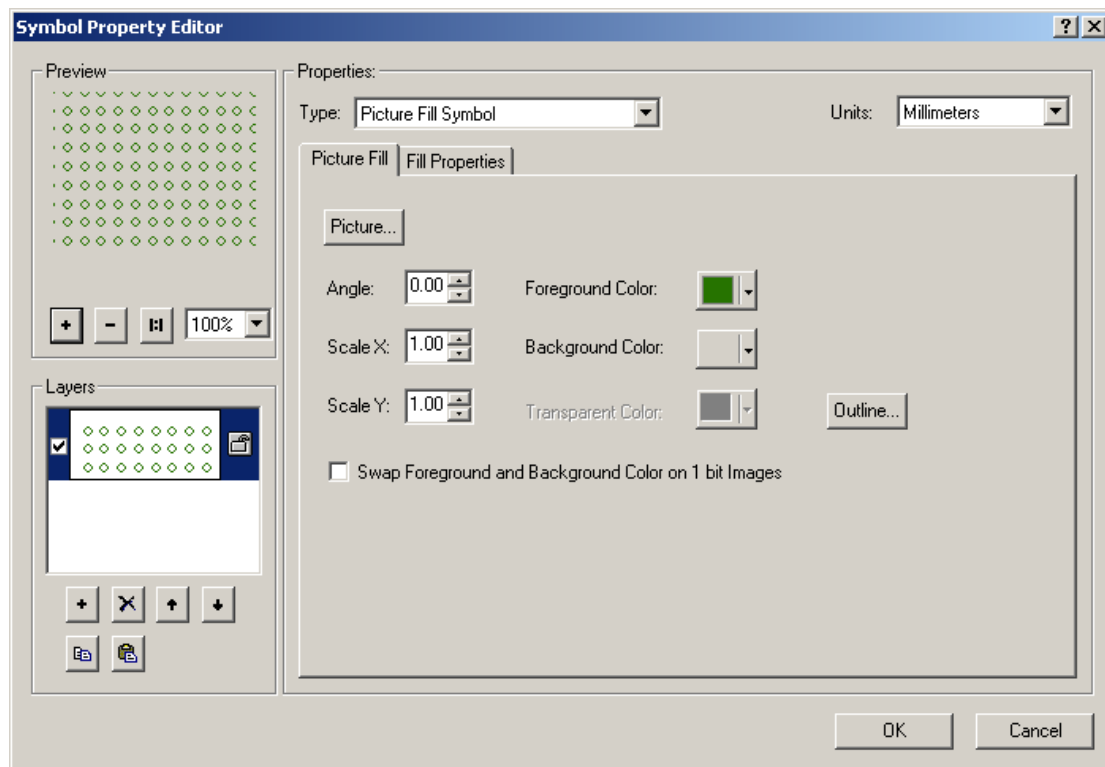 Symbol Property Editor
Preview
100%
Layers
Properties:
Type: Picture Fill Symbol
Units: Millimeters
Picture Fill
Fill Properties
Picture...
Angle: 0.00
Foreground Color:
Scale X: 1.00
Background Color:
Scale Y: 1.00
Transparent Color:
Outline...
Swap Foreground and Background Color on 1 bit Images
OK
Cancel